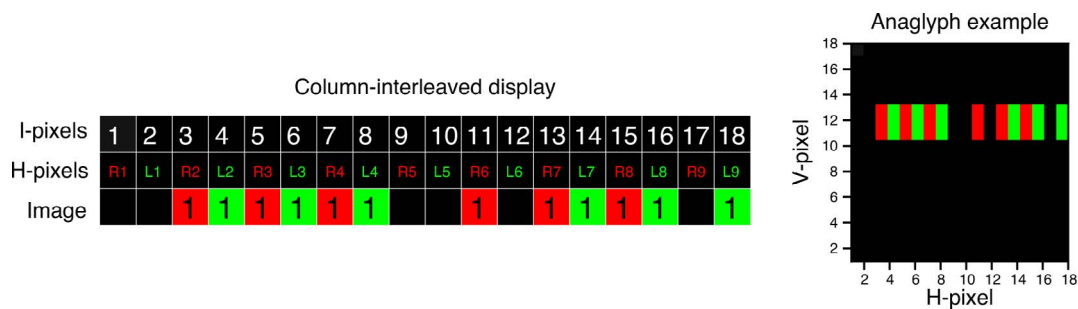 Column-interleaved display
I-pixels 1 2 3 4 5 6 7 8 9 10 11 12 13 14 15 16 17 18
H-pixels R1 L1 R2 L2 R3 L3 R4 L4 R5 L5 R6 L6 R7 L7 R8 L8 R9 L9
Image 1 1 1 1 1 1 1 1 1 1 1 1
Anaglyph example
V-pixel
18
16
14
12
10
8
6
4
2
2 4 6 8 10 12 14 16 18
H-pixel